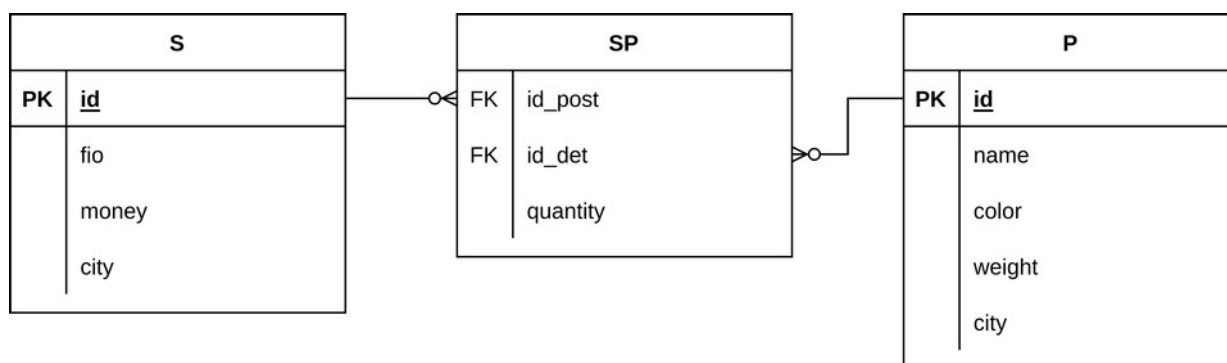 S
PK id
fio
money
city
SP
FK id_post
FK id_det
quantity
P
PK id
name
color
weight
city